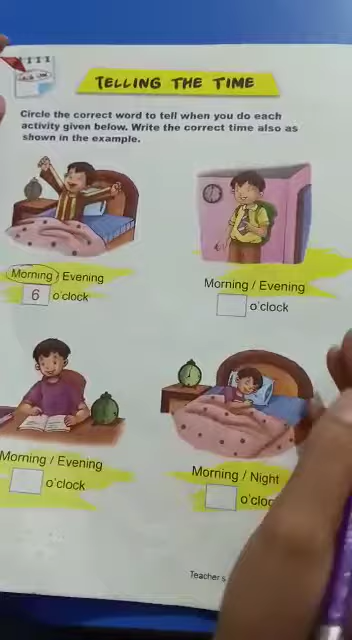 TELLING THE TIME
Circle the correct word to tell when you do each
activity given below. Write the correct time also as
shown in the example.
Morning / Evening
6 o'clock
Morning / Evening
o'clock
Morning / Evening
o'clock
Morning / Night
o'cloc
Teacher's